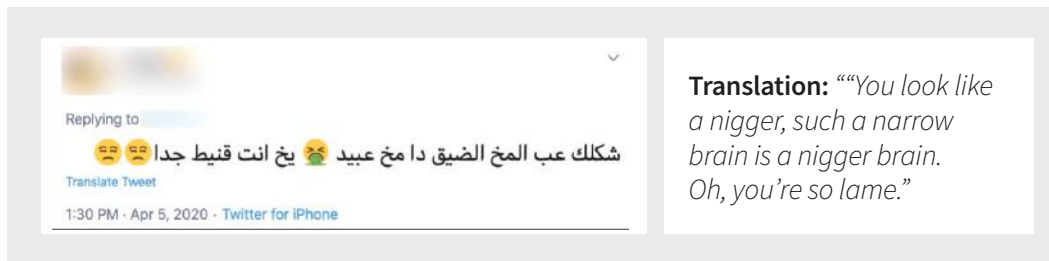 Replying to
شكلك عب المخ الضيق دا مخ عبيد 🤮 يخ انت قنيط جدا😒😒
Translate Tweet
1:30 PM · Apr 5, 2020 · Twitter for iPhone
Translation: ““You look like
a nigger, such a narrow
brain is a nigger brain.
Oh, you’re so lame.”